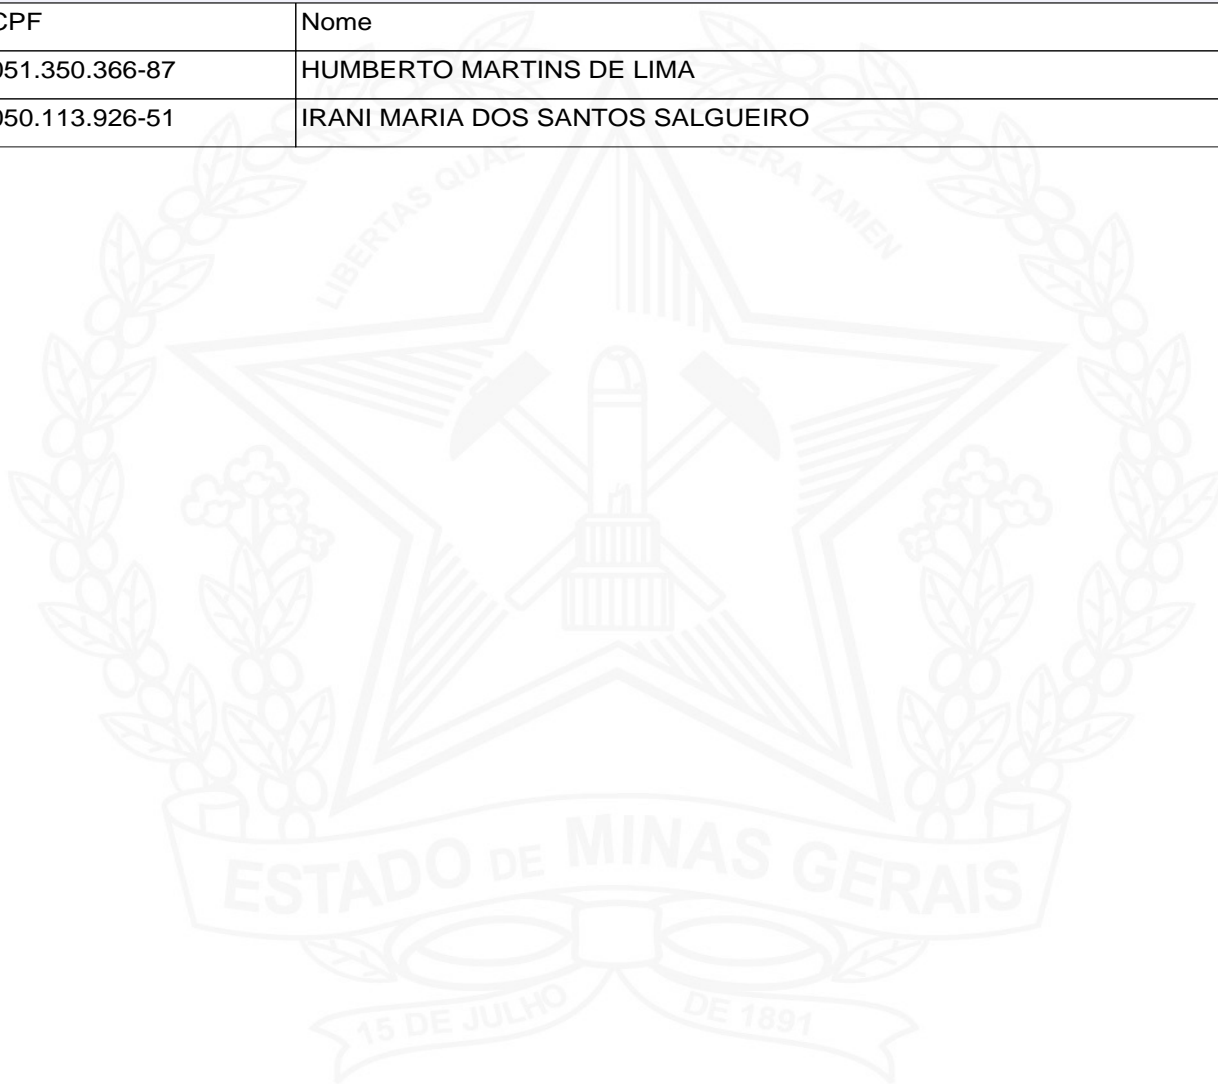 CPF Nome
051.350.366-87 HUMBERTO MARTINS DE LIMA
050.113.926-51 IRANI MARIA DOS SANTOS SALGUEIRO
LIBERTAS QUAE SERA TAMEN
ESTADO DE MINAS GERAIS
15 DE JULHO DE 1891